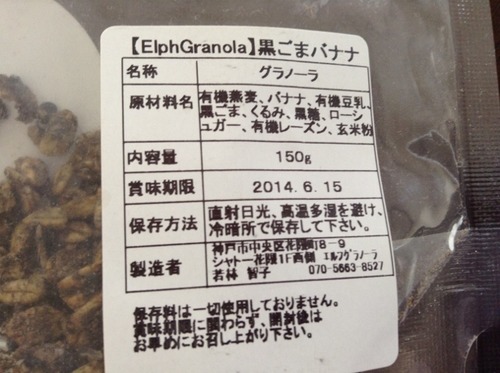 【ElphGranola】黒ごまバナナ
名称 グラノーラ
原材料名 有機燕麦、バナナ、有機豆乳、
黒ごま、くるみ、黒糖、ローシ
ュガー、有機レーズン、玄米粉
内容量 150g
賞味期限 2014.6.15
保存方法 直射日光、高温多湿を避け、
冷暗所で保存して下さい。
製造者 神戸市中央区花隈町8-9
シャトー花隈1F西側 エルフグラノーラ
若林 智子 070-5663-8527
保存料は一切使用しておりません。
賞味期限に関わらず、開封後は
お早めにお召し上がり下さい。